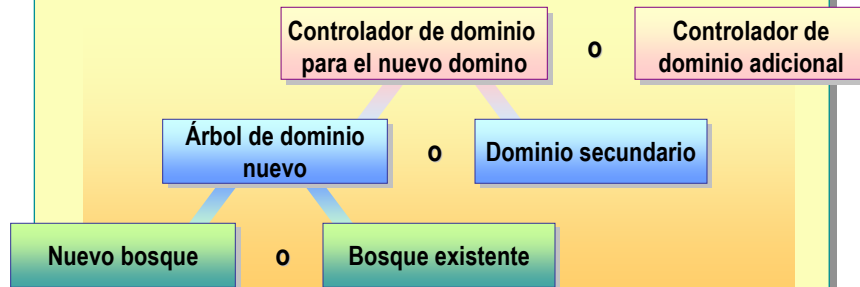 Controlador de dominio
para el nuevo domino
o
Controlador de
dominio adicional
Árbol de dominio
nuevo
o
Dominio secundario
Nuevo bosque
o
Bosque existente